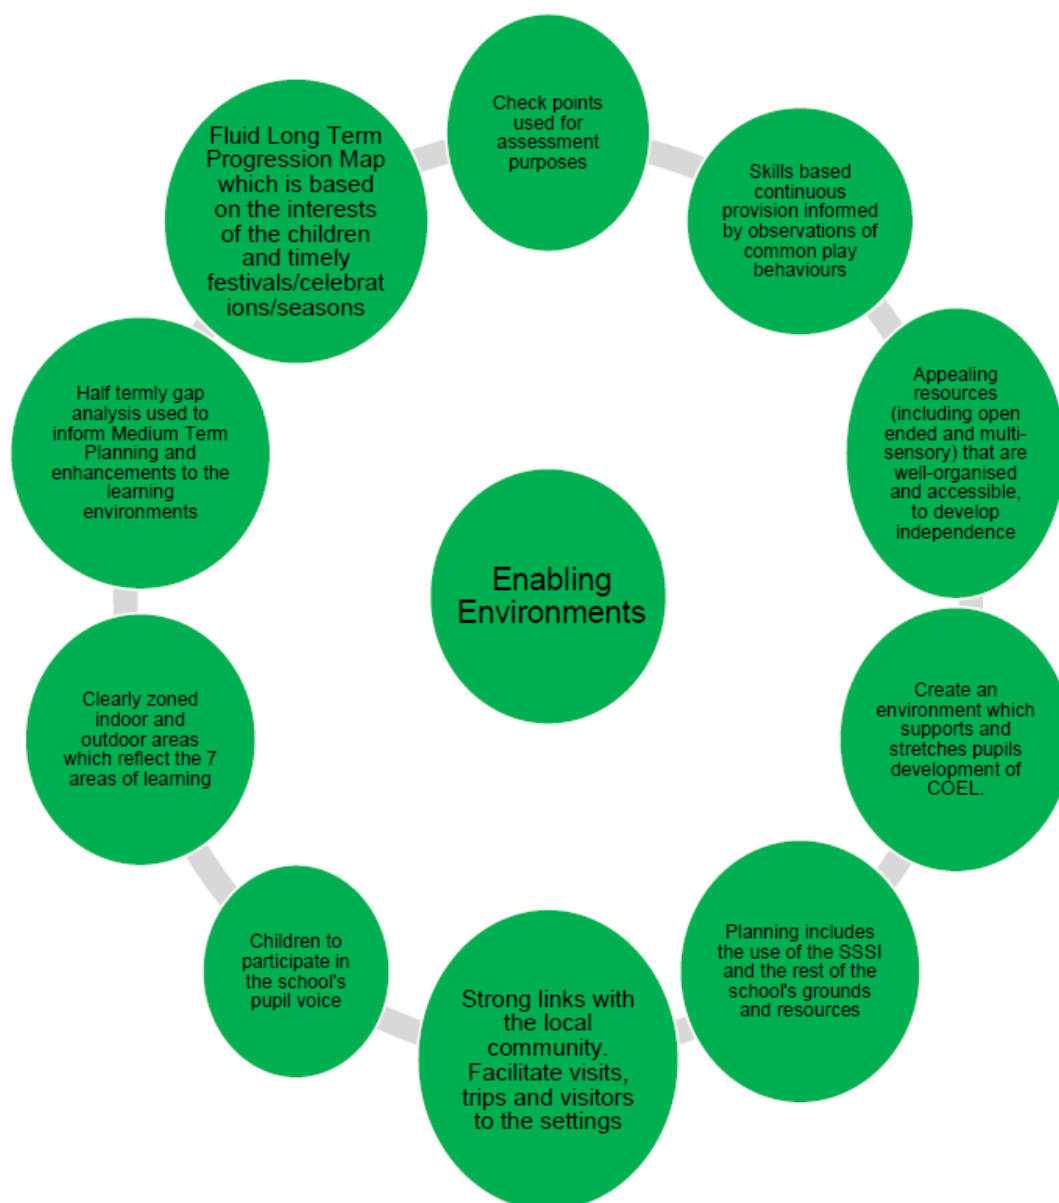 Check points
used for
assessment
purposes
Skills based
continuous
provision informed
by observations of
common play
behaviours
Appealing
resources
(including open
ended and multi-
sensory) that are
well-organised
and accessible,
to develop
independence
Create an
environment which
supports and
stretches pupils
development of
COEL.
Planning includes
the use of the SSSI
and the rest of the
school's grounds
and resources
Strong links with
the local
community.
Facilitate visits,
trips and visitors
to the settings
Children to
participate in
the school's
pupil voice
Clearly zoned
indoor and
outdoor areas
which reflect the 7
areas of learning
Half termly gap
analysis used to
inform Medium Term
Planning and
enhancements to the
learning
environments
Fluid Long Term
Progression Map
which is based
on the interests
of the children
and timely
festivals/celebrat
ions/seasons
Enabling
Environments